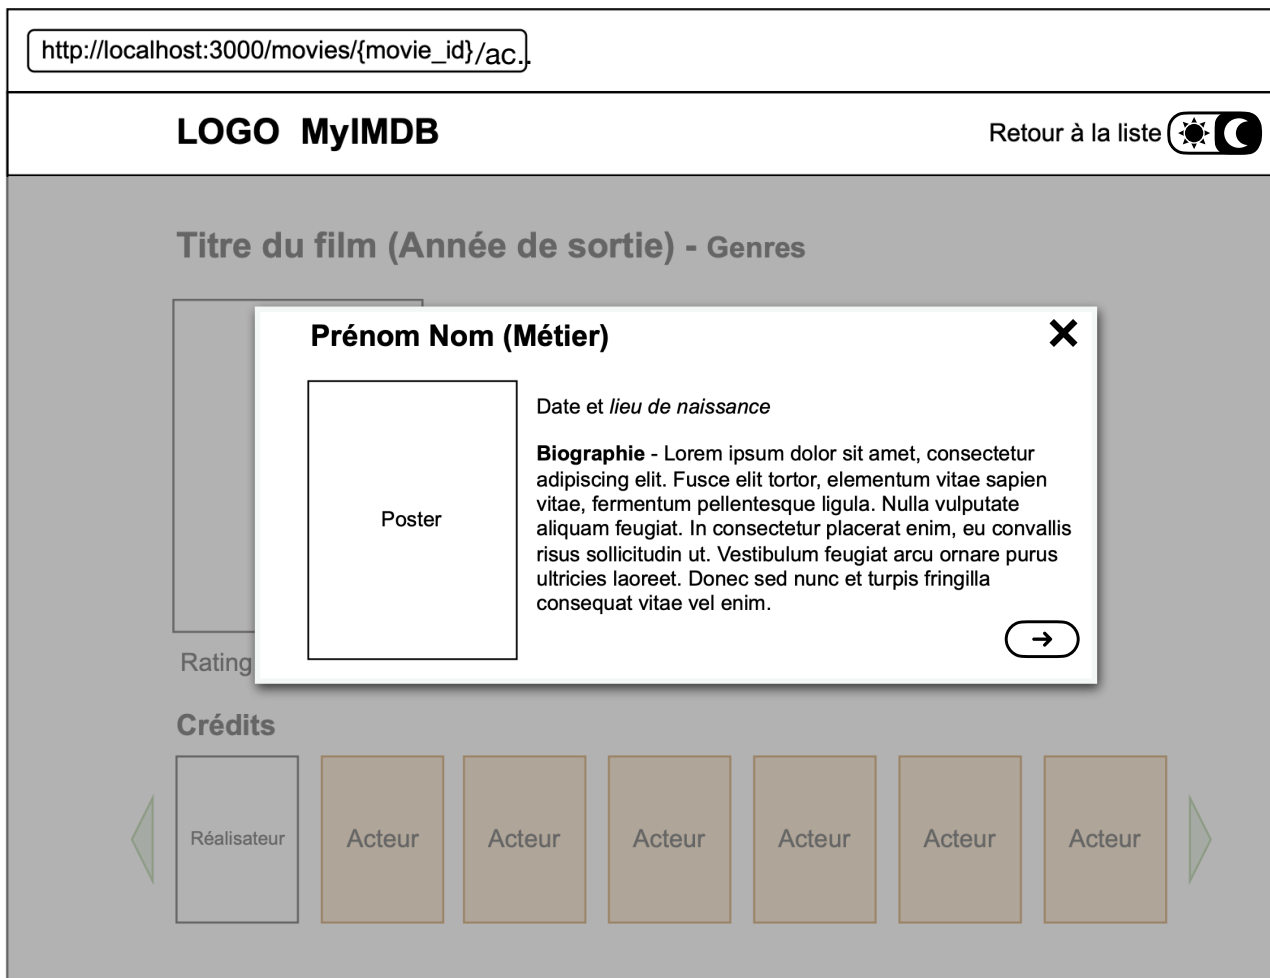 http://localhost:3000/movies/{movie_id}/ac..
LOGO MyIMDB
Retour à la liste
Titre du film (Année de sortie) - Genres
Prénom Nom (Métier)
Poster
Date et lieu de naissance
Biographie - Lorem ipsum dolor sit amet, consectetur
adipiscing elit. Fusce elit tortor, elementum vitae sapien
vitae, fermentum pellentesque ligula. Nulla vulputate
aliquam feugiat. In consectetur placerat enim, eu convallis
risus sollicitudin ut. Vestibulum feugiat arcu ornare purus
ultricies laoreet. Donec sed nunc et turpis fringilla
consequat vitae vel enim.
Rating
Crédits
Réalisateur
Acteur
Acteur
Acteur
Acteur
Acteur
Acteur